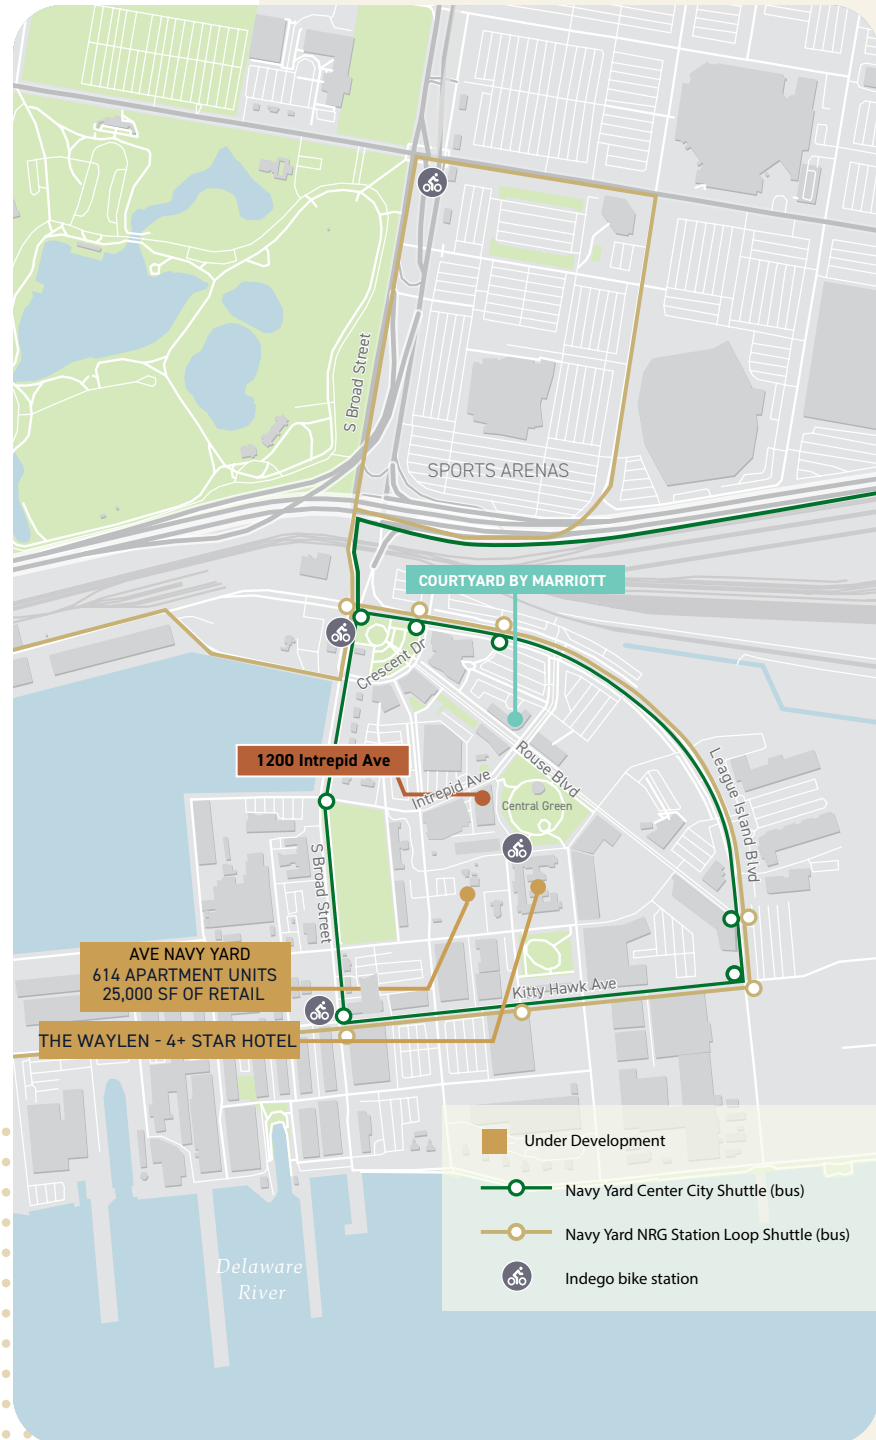 S Broad Street
SPORTS ARENAS
COURTYARD BY MARRIOTT
Crescent Dr
1200 Intrepid Ave
Intrepid Ave
Rouse Blvd
Central Green
League Island Blvd
S Broad Street
AVE NAVY YARD
614 APARTMENT UNITS
25,000 SF OF RETAIL
Kitty Hawk Ave
THE WAYLEN - 4+ STAR HOTEL
Under Development
Navy Yard Center City Shuttle (bus)
Navy Yard NRG Station Loop Shuttle (bus)
Indego bike station
Delaware
River